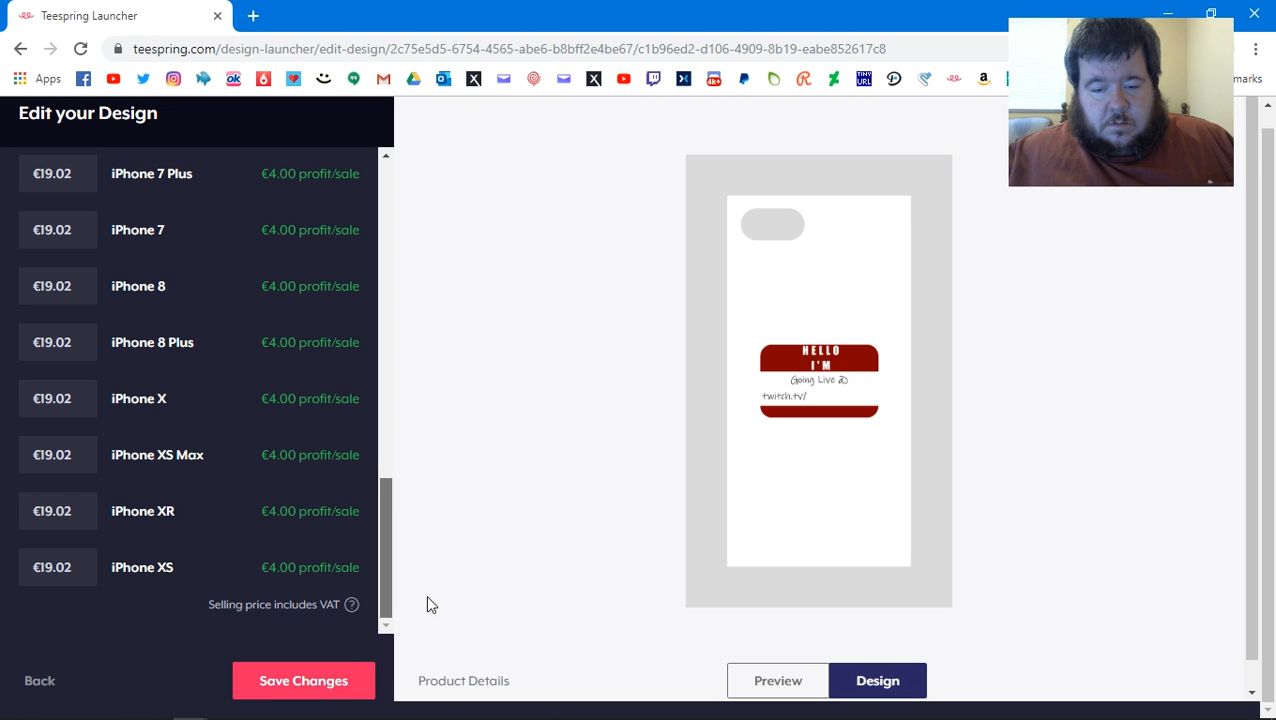 Teespring Launcher
teespring.com/design-launcher/edit-design/2c75e5d5-6754-4565-abe6-b8bff2e4be67/c1b96ed2-d106-4909-8b19-eabe852617c8
Apps
Edit your Design
€19.02 iPhone 7 Plus €4.00 profit/sale
€19.02 iPhone 7 €4.00 profit/sale
€19.02 iPhone 8 €4.00 profit/sale
€19.02 iPhone 8 Plus €4.00 profit/sale
€19.02 iPhone X €4.00 profit/sale
€19.02 iPhone XS Max €4.00 profit/sale
€19.02 iPhone XR €4.00 profit/sale
€19.02 iPhone XS €4.00 profit/sale
Selling price includes VAT ?
Back Save Changes
HELLO
I'M
Going Live @
twitch.tv/
Product Details Preview Design